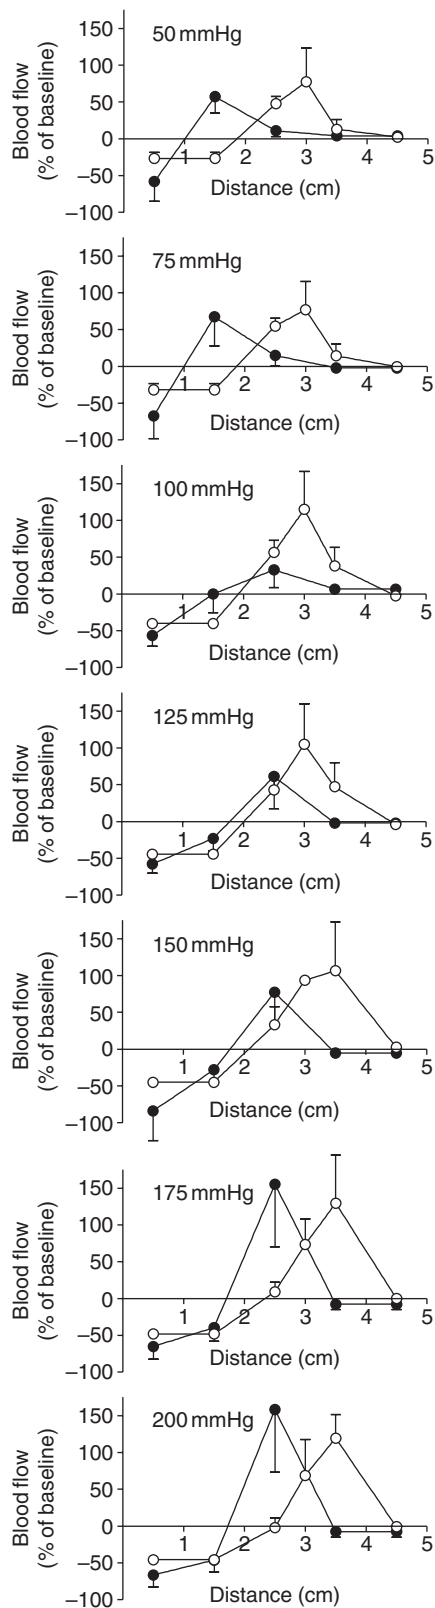 50 mmHg
Blood flow
(% of baseline)
150
100
50
0
−50
−100
1 2 3 4 5
Distance (cm)
75 mmHg
Blood flow
(% of baseline)
150
100
50
0
−50
−100
1 2 3 4 5
Distance (cm)
100 mmHg
Blood flow
(% of baseline)
150
100
50
0
−50
−100
1 2 3 4 5
Distance (cm)
125 mmHg
Blood flow
(% of baseline)
150
100
50
0
−50
−100
1 2 3 4 5
Distance (cm)
150 mmHg
Blood flow
(% of baseline)
150
100
50
0
−50
−100
1 2 3 4 5
Distance (cm)
175 mmHg
Blood flow
(% of baseline)
150
100
50
0
−50
−100
1 2 3 4 5
Distance (cm)
200 mmHg
Blood flow
(% of baseline)
150
100
50
0
−50
−100
1 2 3 4 5
Distance (cm)